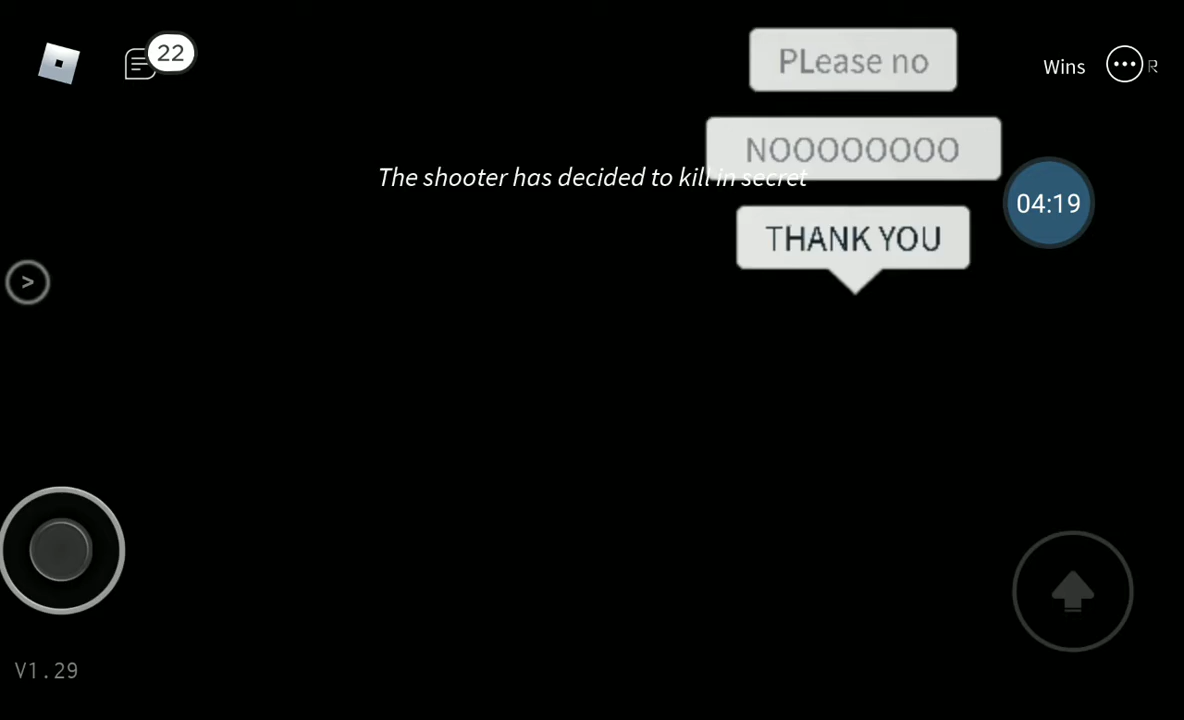 22
PLease no
Wins
R
NOOOOOOOO
The shooter has decided to kill in secret
04:19
THANK YOU
>
V1.29